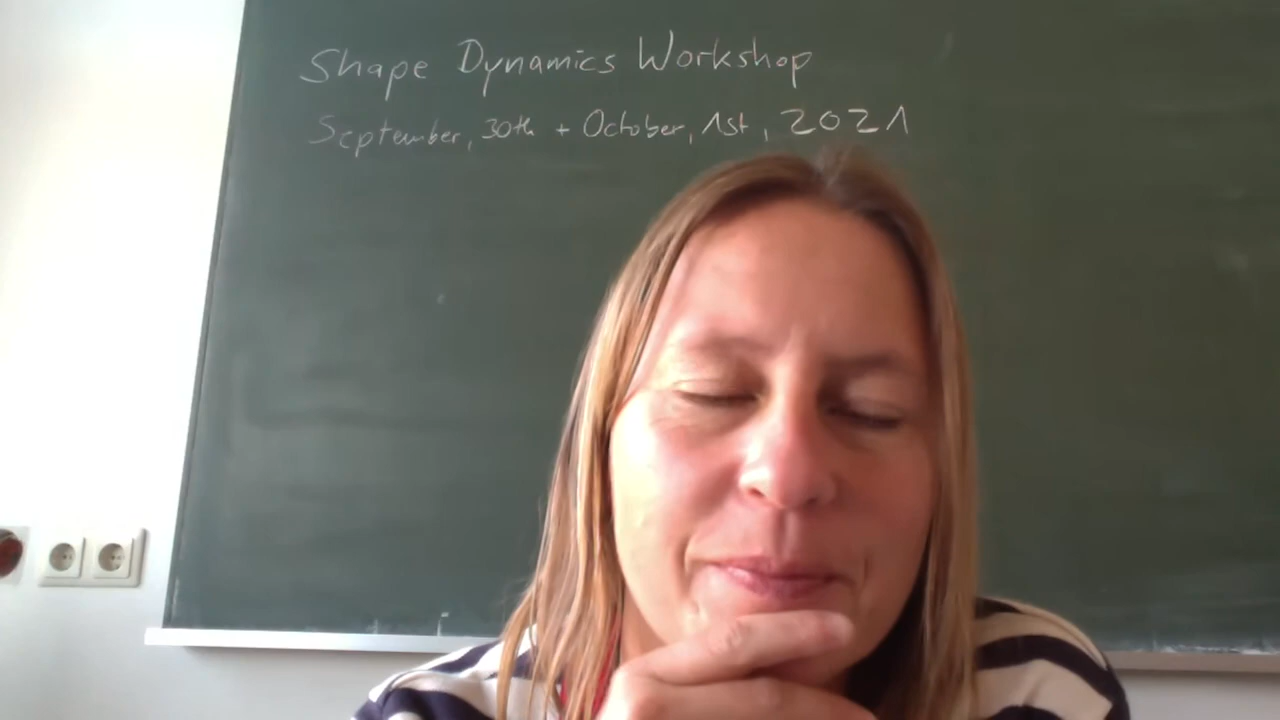 Shape Dynamics Workshop
September, 30th + October, 1st, 2021